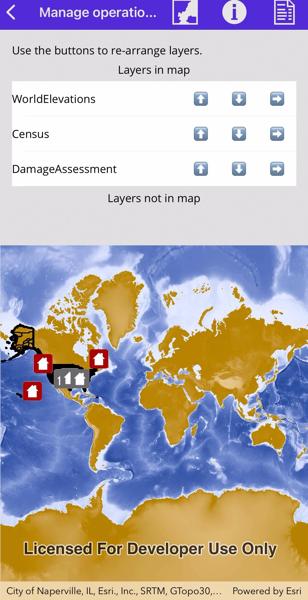 Manage operatio...
Use the buttons to re-arrange layers.
Layers in map
WorldElevations
Census
DamageAssessment
Layers not in map
Licensed For Developer Use Only
City of Naperville, IL, Esri., Inc., SRTM, GTopo30,... Powered by Esri